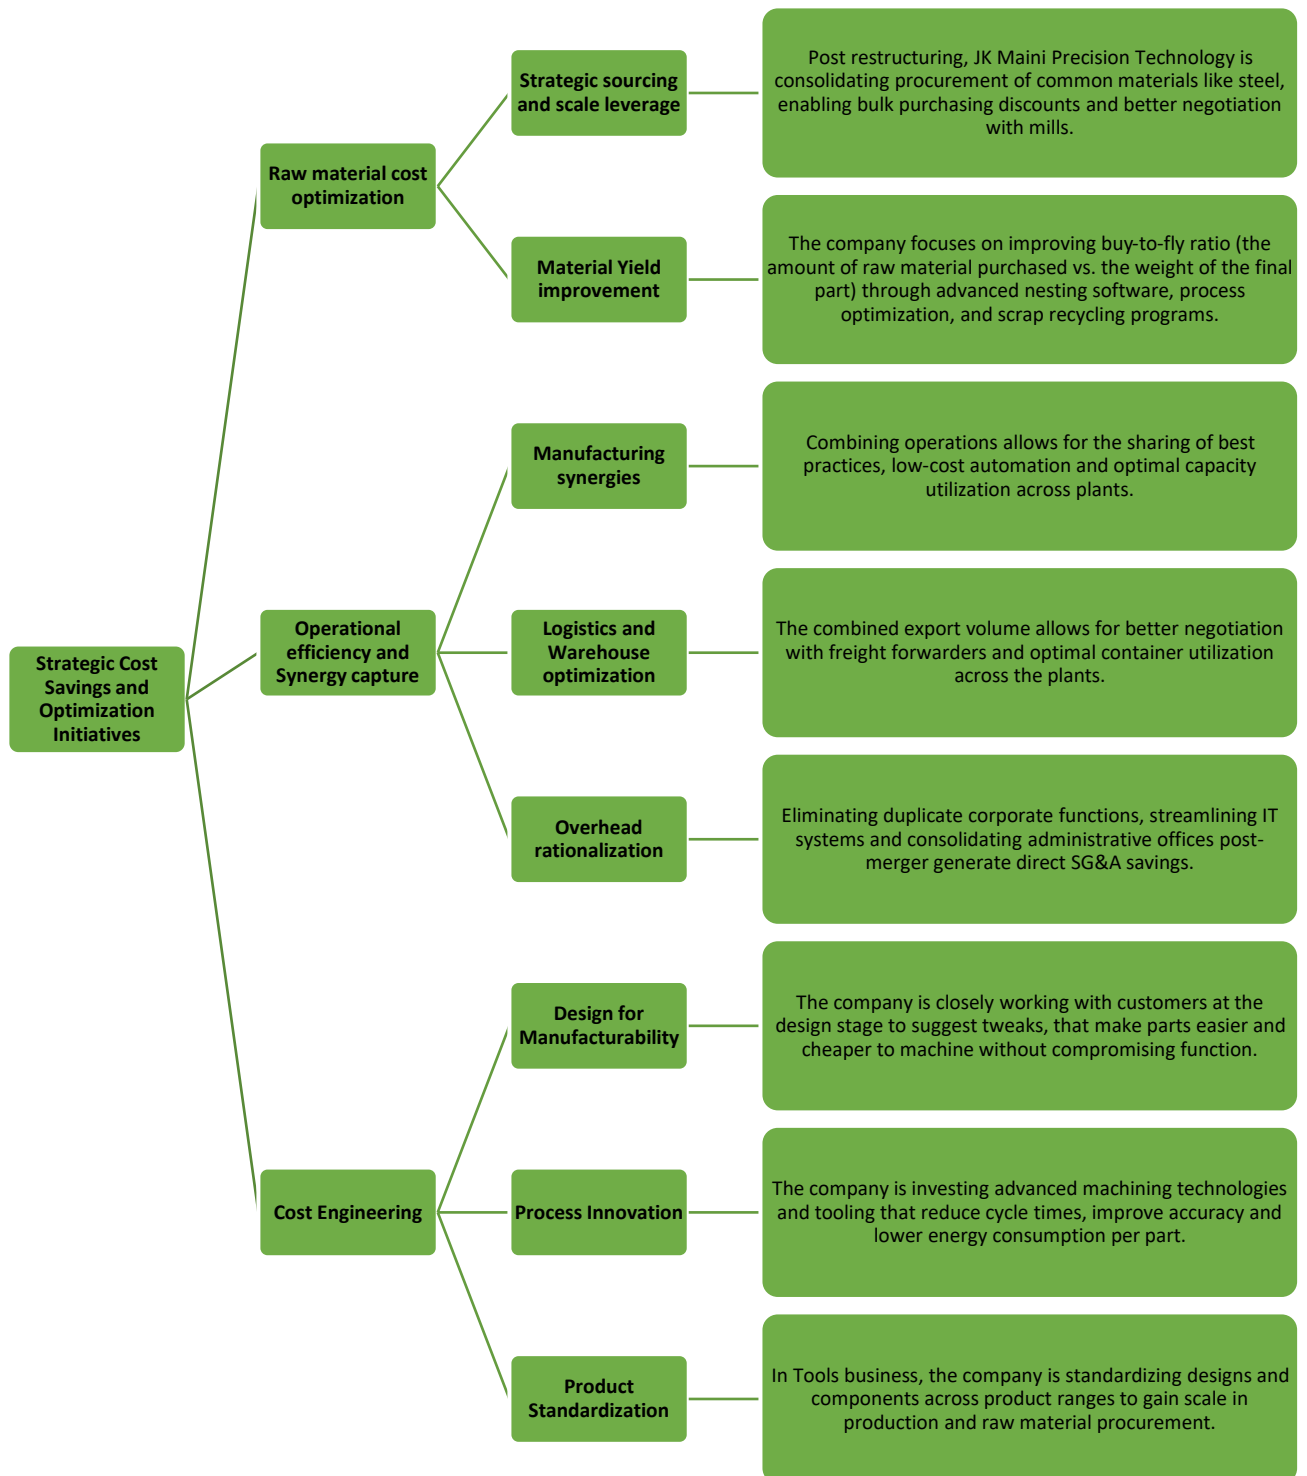 Strategic Cost
Savings and
Optimization
Initiatives
Raw material cost
optimization
Strategic sourcing
and scale leverage
Post restructuring, JK Maini Precision Technology is
consolidating procurement of common materials like steel,
enabling bulk purchasing discounts and better negotiation
with mills.
Material Yield
improvement
The company focuses on improving buy-to-fly ratio (the
amount of raw material purchased vs. the weight of the final
part) through advanced nesting software, process
optimization, and scrap recycling programs.
Operational
efficiency and
Synergy capture
Manufacturing
synergies
Combining operations allows for the sharing of best
practices, low-cost automation and optimal capacity
utilization across plants.
Logistics and
Warehouse
optimization
The combined export volume allows for better negotiation
with freight forwarders and optimal container utilization
across the plants.
Overhead
rationalization
Eliminating duplicate corporate functions, streamlining IT
systems and consolidating administrative offices post-
merger generate direct SG&A savings.
Cost Engineering
Design for
Manufacturability
The company is closely working with customers at the
design stage to suggest tweaks, that make parts easier and
cheaper to machine without compromising function.
Process Innovation
The company is investing advanced machining technologies
and tooling that reduce cycle times, improve accuracy and
lower energy consumption per part.
Product
Standardization
In Tools business, the company is standardizing designs and
components across product ranges to gain scale in
production and raw material procurement.